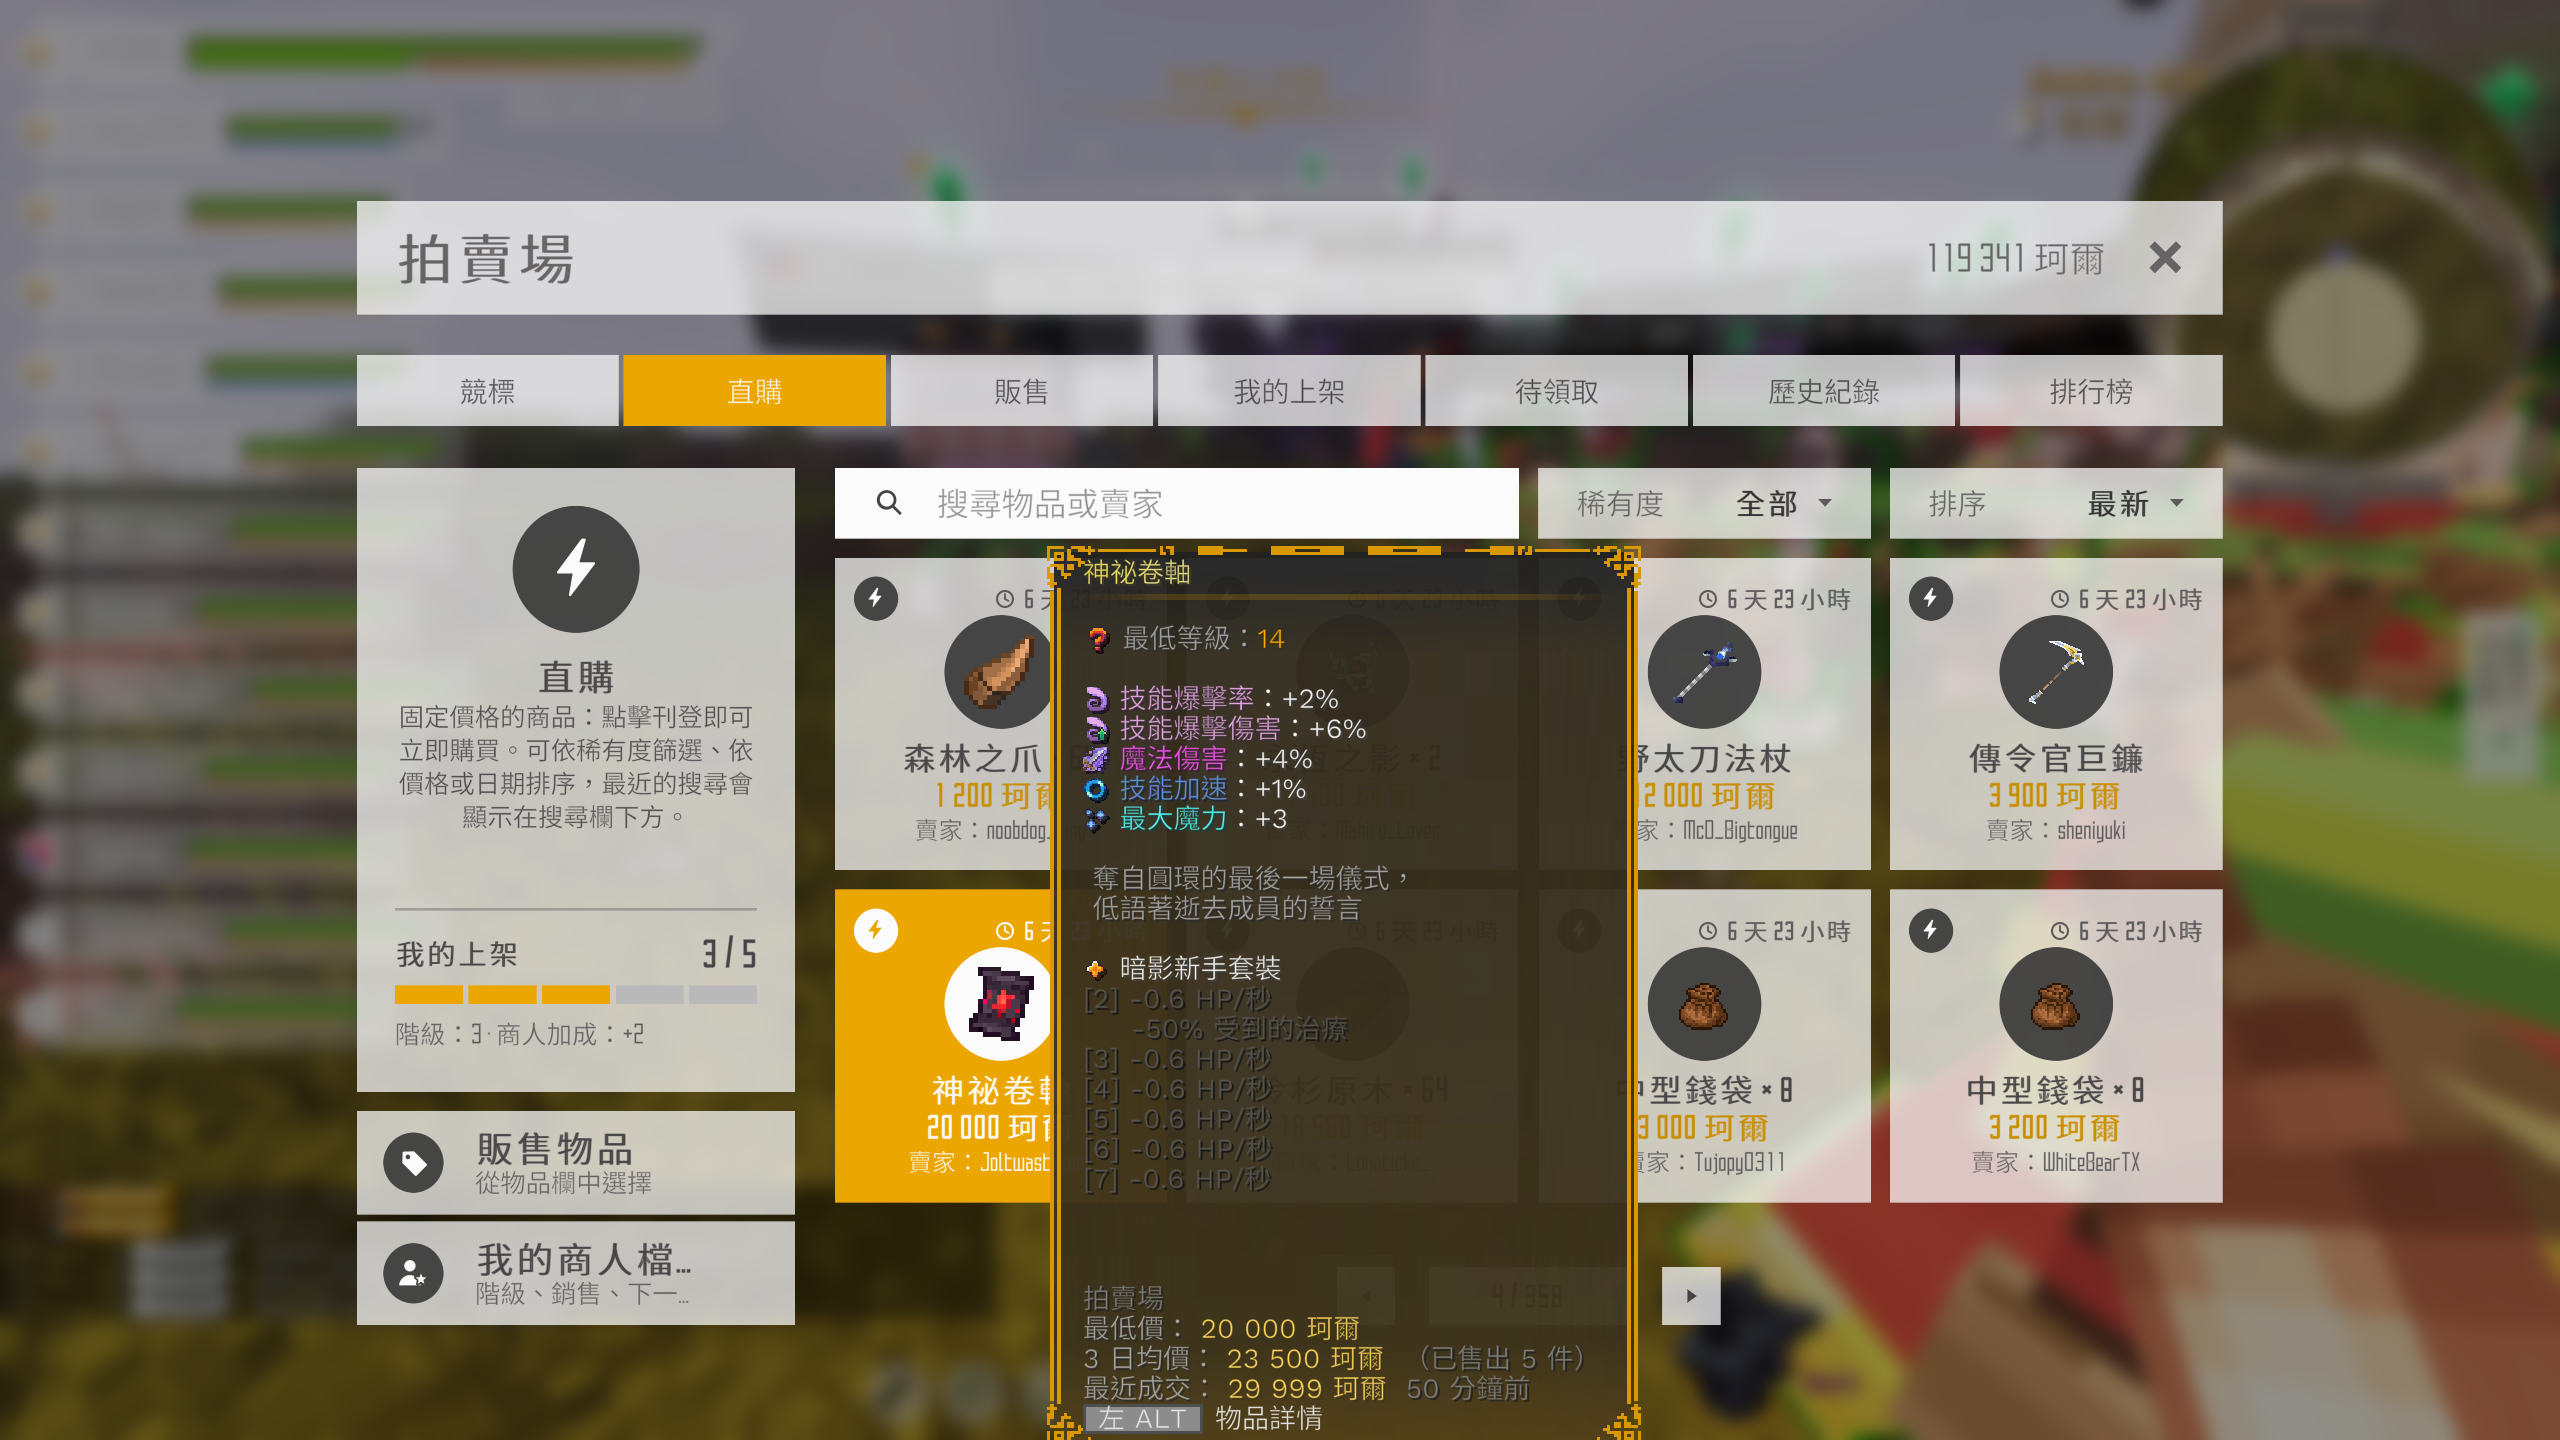 拍賣場
119 341 珂爾
競標
直購
販售
我的上架
待領取
歷史紀錄
排行榜
直購
固定價格的商品：點擊刊登即可
立即購買。可依稀有度篩選、依
價格或日期排序，最近的搜尋會
顯示在搜尋欄下方。
我的上架 3/5
階級：3 · 商人加成：+2
販售物品
從物品欄中選擇
我的商人檔...
階級、銷售、下一...
搜尋物品或賣家
稀有度 全部
排序 最新
6 天
森林之爪
1 200 珂爾
賣家：noobdog_
6 天 23 小時
野太刀法杖
2 000 珂爾
家：McD_Bigtongue
6 天 23 小時
傳令官巨鐮
3 900 珂爾
賣家：sheniyuki
6 天
神祕卷軸
20 000 珂爾
賣家：Joltwast
6 天 23 小時
冷杉原木 × 64
中型錢袋 × 8
3 000 珂爾
賣家：Tujopy0311
6 天 23 小時
中型錢袋 × 8
3 200 珂爾
賣家：WhiteBearTX
神祕卷軸
最低等級：14
技能爆擊率：+2%
技能爆擊傷害：+6%
魔法傷害：+4%
技能加速：+1%
最大魔力：+3
奪自圓環的最後一場儀式，
低語著逝去成員的誓言
暗影新手套裝
[2] -0.6 HP/秒
-50% 受到的治療
[3] -0.6 HP/秒
[4] -0.6 HP/秒
[5] -0.6 HP/秒
[6] -0.6 HP/秒
[7] -0.6 HP/秒
4 / 358
拍賣場
最低價： 20 000 珂爾
3 日均價： 23 500 珂爾 （已售出 5 件）
最近成交： 29 999 珂爾 50 分鐘前
左 ALT 物品詳情